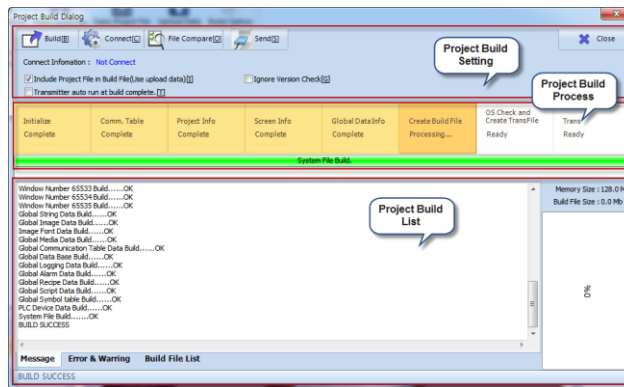 Project Build Dialog
Build[B] Connect[C] File Compare[O] Send[S] Close
Project Build Setting
Connect Infomation : Not Connect
Include Project File in Build File(Use upload data)[I] Ignore Version Check[G]
Transmitter auto run at build complete.[T]
Project Build Process
Initialize Comm. Table Project Info Screen Info Global DataInfo Create Build File OS Check and Create TransFile Trans
Complete Complete Complete Complete Complete Processing... Ready Ready
System File Build.
Window Number 65533 Build......OK
Window Number 65534 Build......OK
Window Number 65535 Build......OK
Global String Data Build......OK
Global Image Data Build......OK
Image Font Data Build......OK
Global Media Data Build......OK
Global Communication Table Data Build......OK
Global Data Base Build......OK
Global Logging Data Build......OK
Global Alarm Data Build......OK
Global Recipe Data Build......OK
Global Script Data Build......OK
Global Symbol table Build......OK
PLC Device Data Build......OK
System File Build......OK
BUILD SUCCESS
Project Build List
Memory Size : 128.0 M
Build File Size : 0.0 Mb
0%
Message Error & Warring Build File List
BUILD SUCCESS